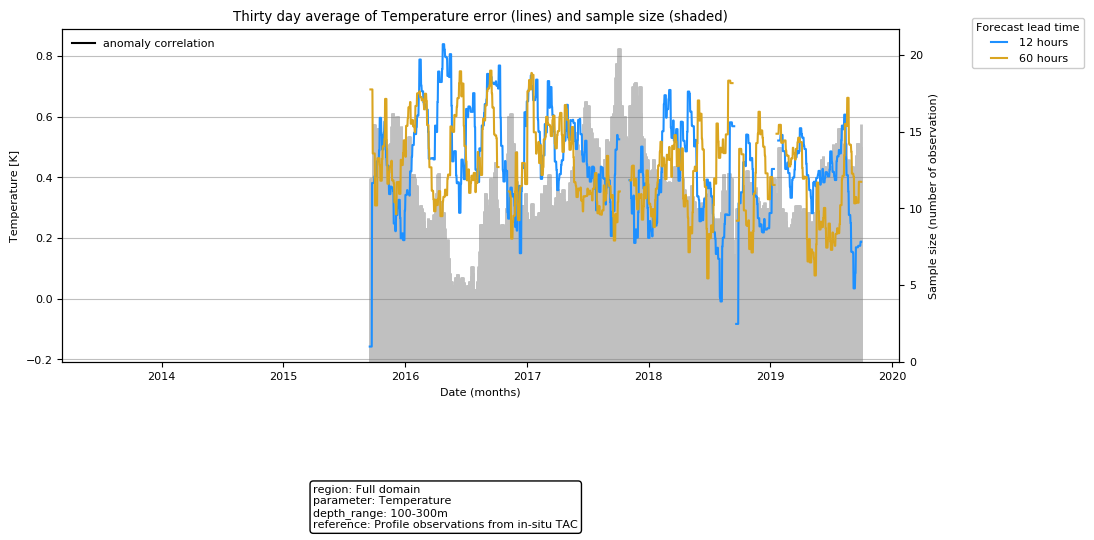 Thirty day average of Temperature error (lines) and sample size (shaded)
Forecast lead time
12 hours
60 hours
anomaly correlation
Temperature [K]
0.8
0.6
0.4
0.2
0.0
−0.2
20
15
10
5
0
Sample size (number of observation)
2014 2015 2016 2017 2018 2019 2020
Date (months)
region: Full domain
parameter: Temperature
depth_range: 100-300m
reference: Profile observations from in-situ TAC